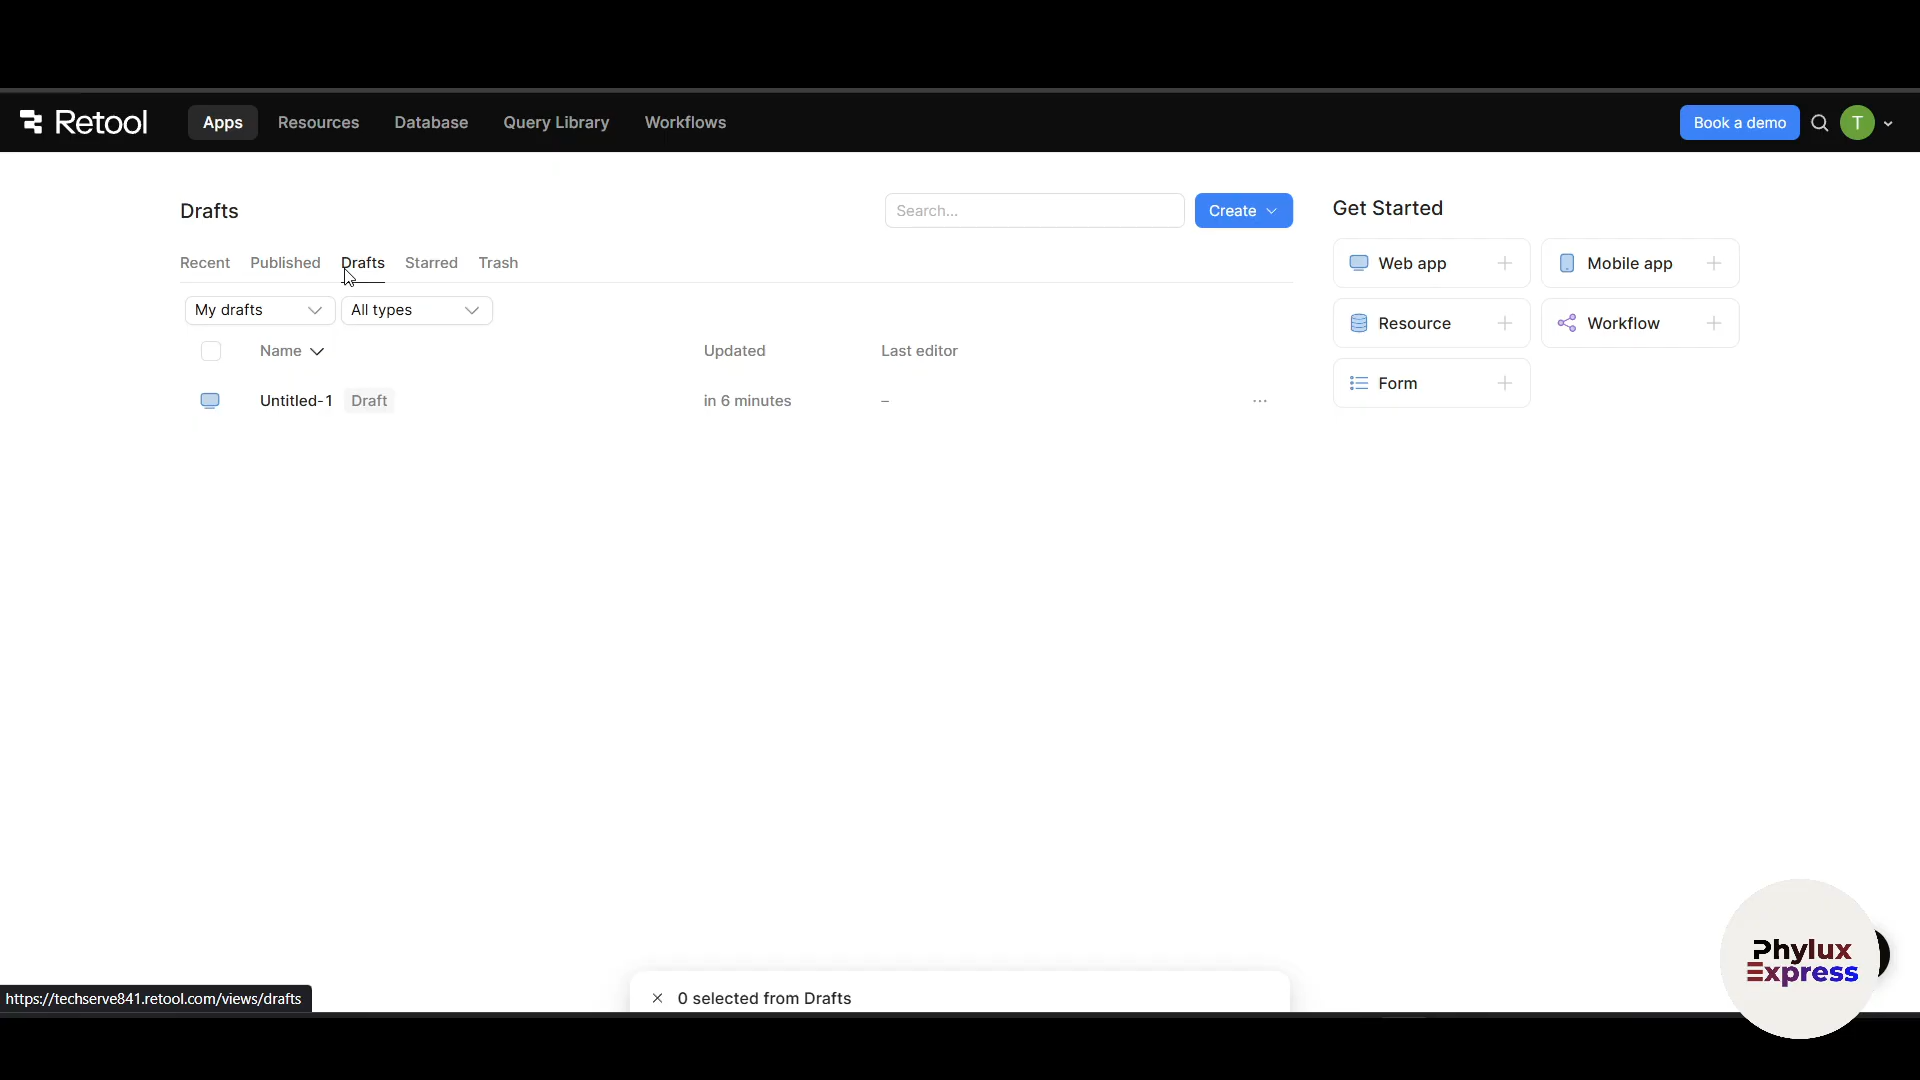 Retool Apps Resources Database Query Library Workflows Book a demo T
Drafts Search... Create Get Started
Recent Published Drafts Starred Trash
Web app Mobile app
My drafts All types
Resource Workflow
Name Updated Last editor
Form
Untitled-1 Draft in 6 minutes –
Phylux
Express
https://techserve841.retool.com/views/drafts
0 selected from Drafts